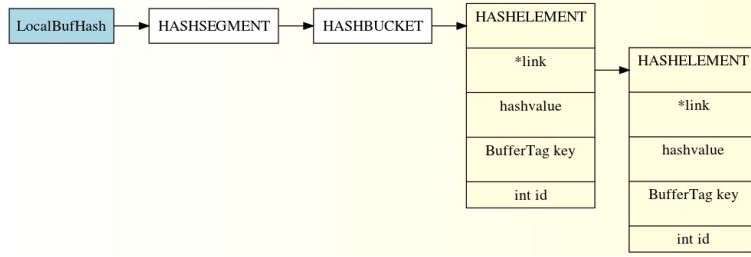 LocalBufHash
HASHSEGMENT
HASHBUCKET
HASHELEMENT
*link
hashvalue
BufferTag key
int id
HASHELEMENT
*link
hashvalue
BufferTag key
int id